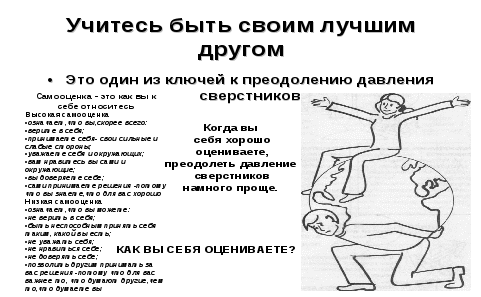 Учитесь быть своим лучшим
другом
• Это один из ключей к преодолению давления
сверстников
Самооценка – это как вы к
себе относитесь
Высокая самооценка
•означает, что вы, скорее всего:
•верите в себя;
•принимаете себя- свои сильные и
слабые стороны;
•уважаете себя и окружающих;
•вам нравитесь вы сами и
окружающие;
•вы доверяете себе;
•сами принимаете решения -потому
что вы знаете, что для вас хорошо
Низкая самооценка
•означает, что вы можете:
•не верить в себя;
•быть неспособным принять себя
таким, какой вы есть;
•не уважать себя;
•не нравиться себе;
•не доверять себе;
•позволить другим принимать за
вас решения -потому что для вас
важнее то, что думают другие, чем
то, что думаете вы
Когда вы
себя хорошо
оцениваете,
преодолеть давление
сверстников
намного проще.
КАК ВЫ СЕБЯ ОЦЕНИВАЕТЕ?